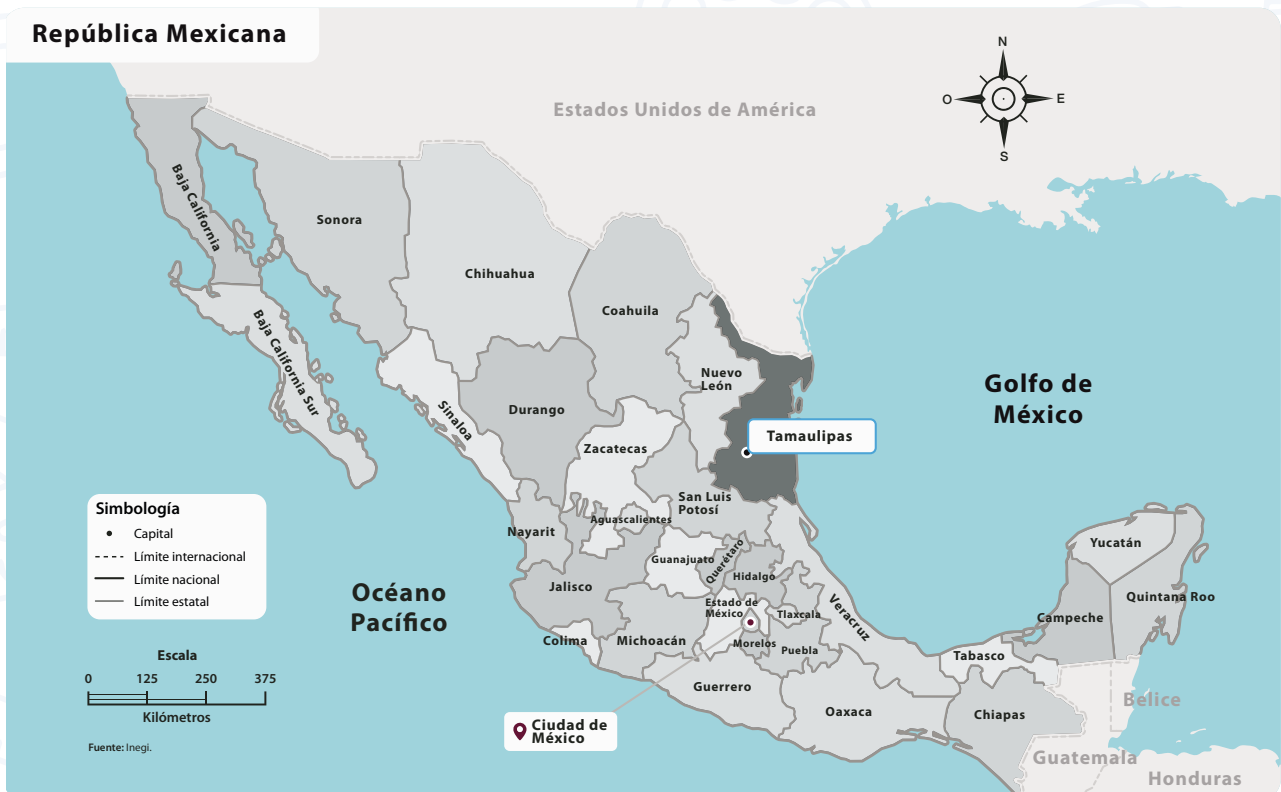 República Mexicana
Estados Unidos de América
N
O
E
S
Baja California
Sonora
Chihuahua
Coahuila
Baja California Sur
Nuevo
León
Golfo de
México
Sinaloa
Durango
Tamaulipas
Zacatecas
San Luis
Potosí
Simbología
Capital
Límite internacional
Límite nacional
Límite estatal
Nayarit
Aguascalientes
Guanajuato
Querétaro
Hidalgo
Yucatán
Jalisco
Océano
Pacífico
Estado de
México
Tlaxcala
Veracruz
Quintana Roo
Campeche
Colima
Michoacán
Morelos
Puebla
Tabasco
Escala
0 125 250 375
Kilómetros
Guerrero
Oaxaca
Chiapas
Belice
Ciudad de
México
Fuente: Inegi.
Guatemala
Honduras